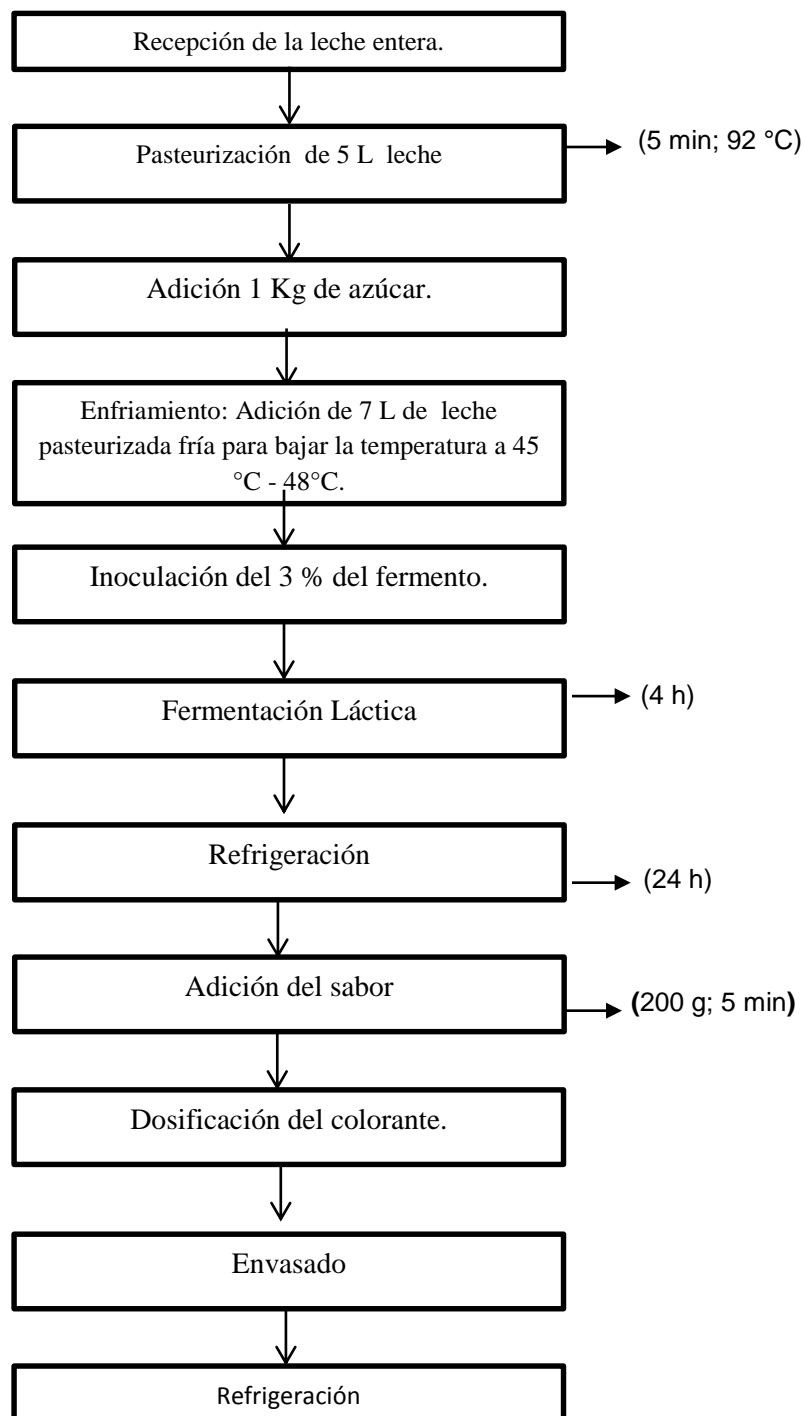 Recepción de la leche entera.
Pasteurización de 5 L leche
(5 min; 92 °C)
Adición 1 Kg de azúcar.
Enfriamiento: Adición de 7 L de leche
pasteurizada fría para bajar la temperatura a 45
°C - 48°C.
Inoculación del 3 % del fermento.
Fermentación Láctica
(4 h)
Refrigeración
(24 h)
Adición del sabor
(200 g; 5 min)
Dosificación del colorante.
Envasado
Refrigeración